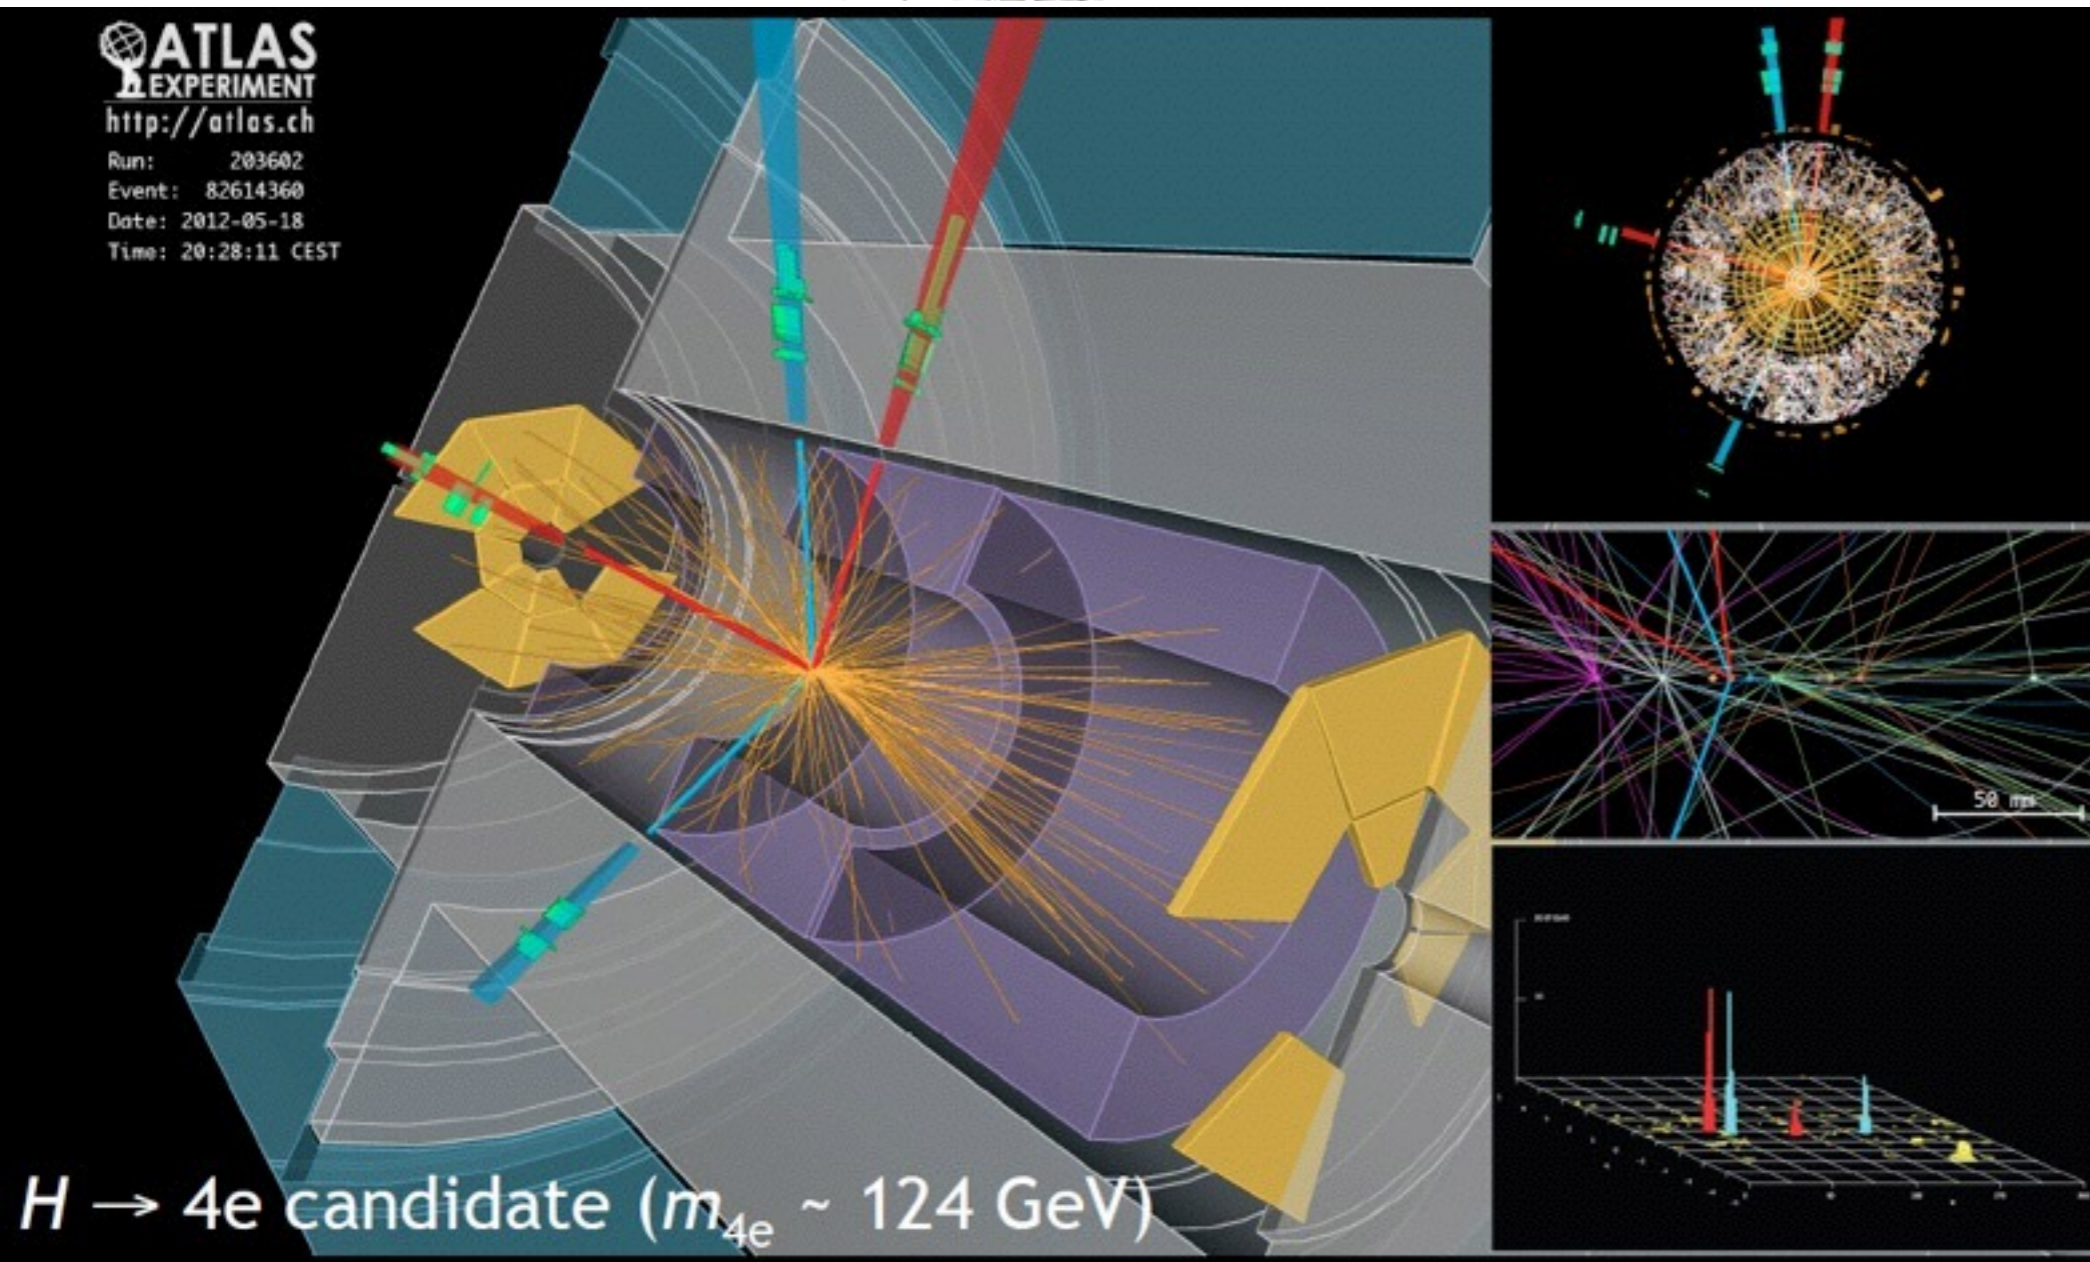 ATLAS
EXPERIMENT
http://atlas.ch
Run: 203602
Event: 82614360
Date: 2012-05-18
Time: 20:28:11 CEST
50 mm
H → 4e candidate (m4e ~ 124 GeV)